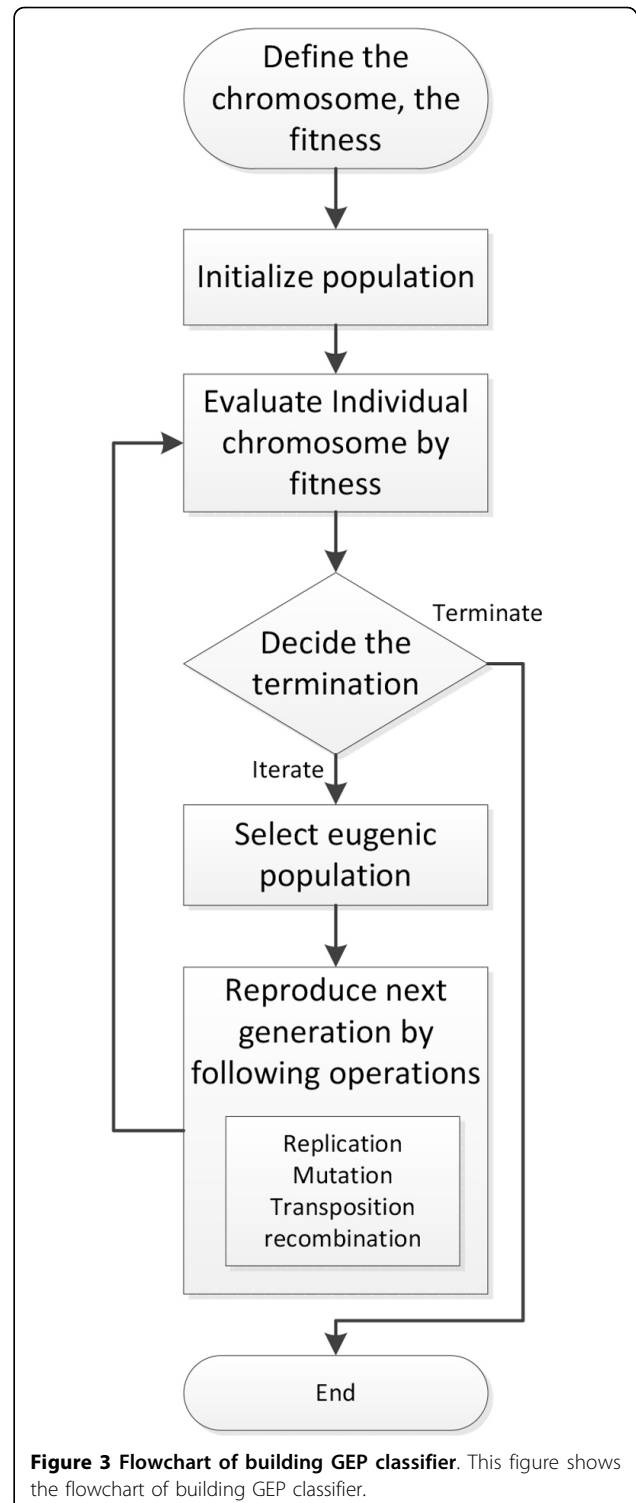 Define the
chromosome, the
fitness
Initialize population
Evaluate Individual
chromosome by
fitness
Terminate
Decide the
termination
Iterate
Select eugenic
population
Reproduce next
generation by
following operations
Replication
Mutation
Transposition
recombination
End
Figure 3 Flowchart of building GEP classifier. This figure shows
the flowchart of building GEP classifier.